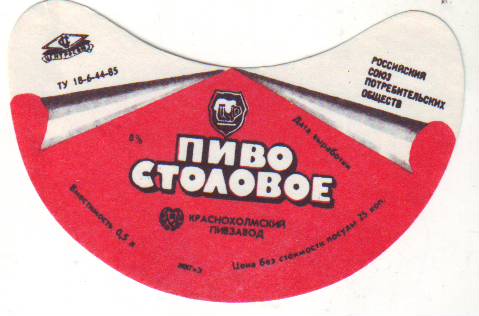 ТУ 18-6-44-85
РОССИЙСКИЯ
СОЮЗ
ПОТРЕБИТЕЛЬСКИХ
ОБЩЕСТВ
8%
Дата выработки
ПИВО
СТОЛОВОЕ
Вместимость 0,5 л
КРАСНОХОЛМСКИЙ
ПИВЗАВОД
Цена без стоимости посуды 25 коп.